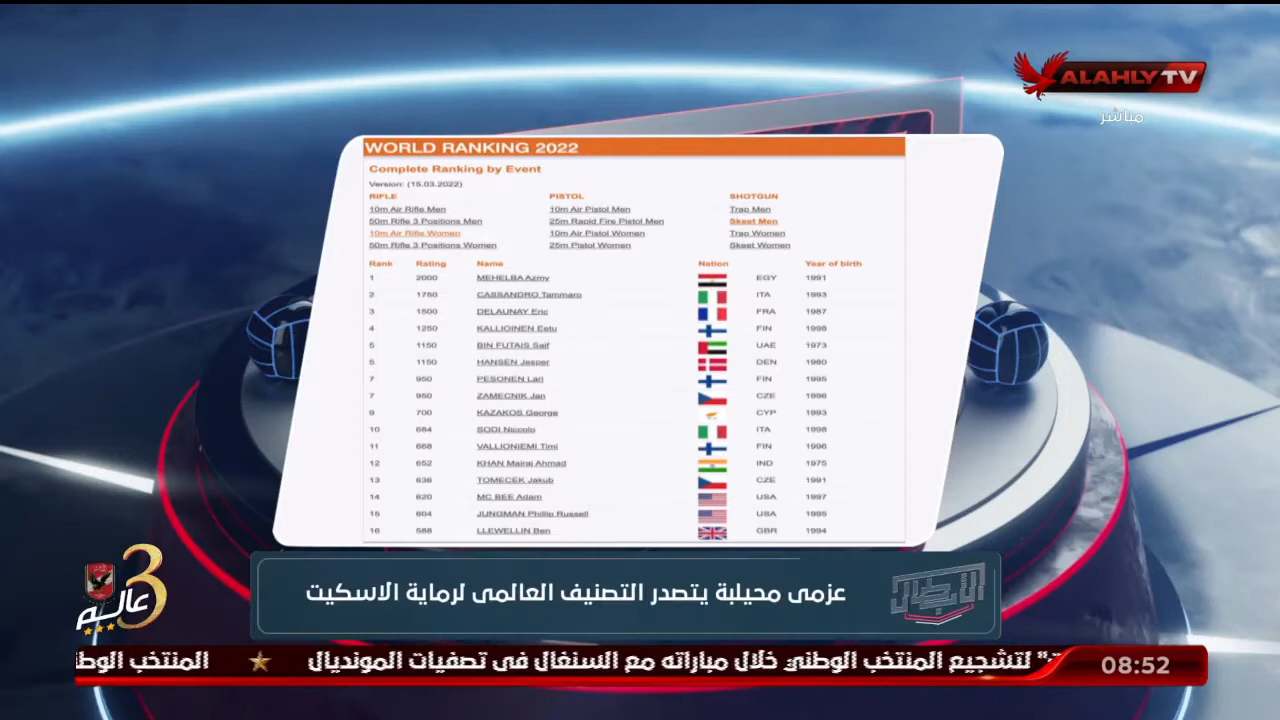 ALAHLY TV
مباشر
WORLD RANKING 2022
Complete Ranking by Event
Version: (15.03.2022)
RIFLE PISTOL SHOTGUN
10m Air Rifle Men 10m Air Pistol Men Trap Men
50m Rifle 3 Positions Men 25m Rapid Fire Pistol Men Skeet Men
10m Air Rifle Women 10m Air Pistol Women Trap Women
50m Rifle 3 Positions Women 25m Pistol Women Skeet Women
Rank Rating Name Nation Year of birth
1 2000 MEHELBA Azmy EGY 1991
2 1750 CASSANDRO Tammaro ITA 1993
3 1500 DELAUNAY Eric FRA 1987
4 1250 KALLIOINEN Eetu FIN 1998
5 1150 BIN FUTAIS Saif UAE 1973
5 1150 HANSEN Jesper DEN 1980
7 950 PESONEN Lari FIN 1995
7 950 ZAMECNIK Jan CZE 1996
9 700 KAZAKOS George CYP 1993
10 684 SODI Niccolo ITA 1998
11 668 VALLIONIEMI Timi FIN 1996
12 652 KHAN Mairaj Ahmad IND 1975
13 636 TOMECEK Jakub CZE 1991
14 620 MC BEE Adam USA 1997
15 604 JUNGMAN Phillip Russell USA 1995
16 588 LLEWELLIN Ben GBR 1994
عزمى محيلبة يتصدر التصنيف العالمى لرماية الاسكيت
الأبطال
3 عالم
ة" لتشجيع المنتخب الوطني خلال مباراته مع السنغال فى تصفيات المونديال ★ المنتخب الوط
08:52